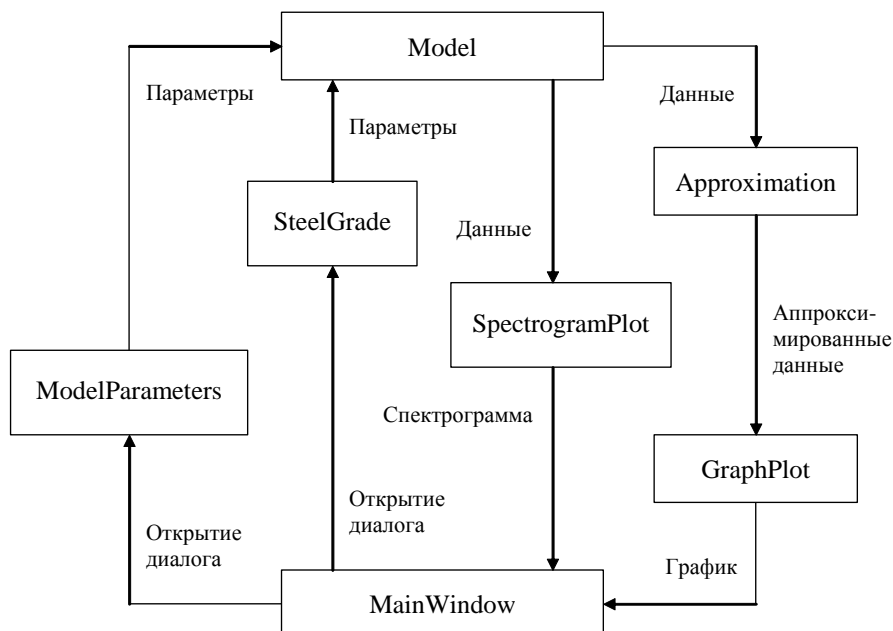 Model
Параметры
Данные
Параметры
Approximation
SteelGrade
Данные
SpectrogramPlot
Аппрокси-
мированные
данные
ModelParameters
Спектрограмма
GraphPlot
Открытие
диалога
Открытие
диалога
График
MainWindow